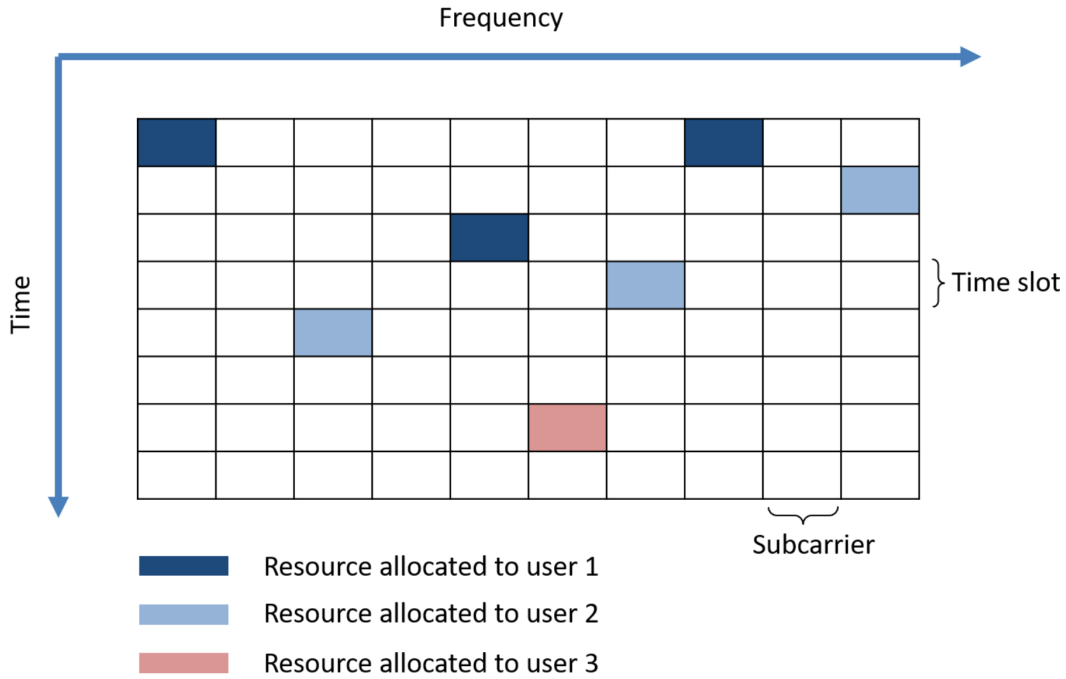 Frequency
Time
Time slot
Subcarrier
Resource allocated to user 1
Resource allocated to user 2
Resource allocated to user 3